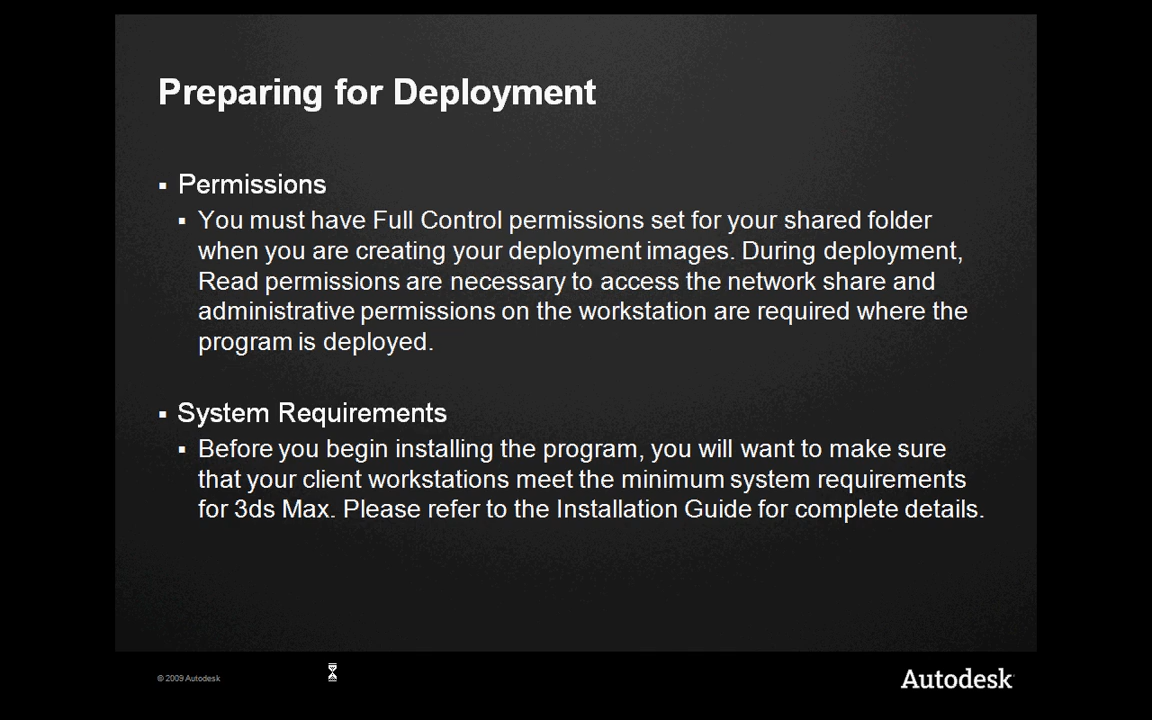 Preparing for Deployment
▪ Permissions
▪ You must have Full Control permissions set for your shared folder
when you are creating your deployment images. During deployment,
Read permissions are necessary to access the network share and
administrative permissions on the workstation are required where the
program is deployed.
▪ System Requirements
▪ Before you begin installing the program, you will want to make sure
that your client workstations meet the minimum system requirements
for 3ds Max. Please refer to the Installation Guide for complete details.
© 2009 Autodesk
Autodesk